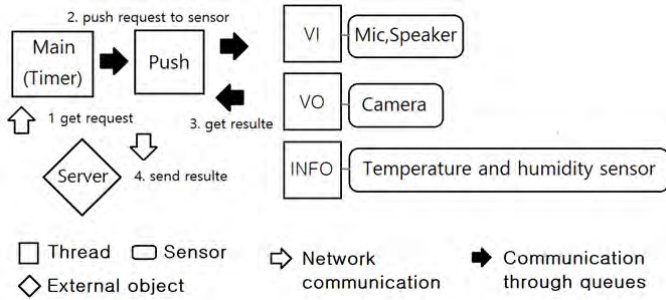 2. push request to sensor
Main
(Timer)
Push
VI
Mic,Speaker
1 get request
3. get resulte
VO
Camera
Server
4. send resulte
INFO
Temperature and humidity sensor
Thread
Sensor
Network
communication
Communication
through queues
External object